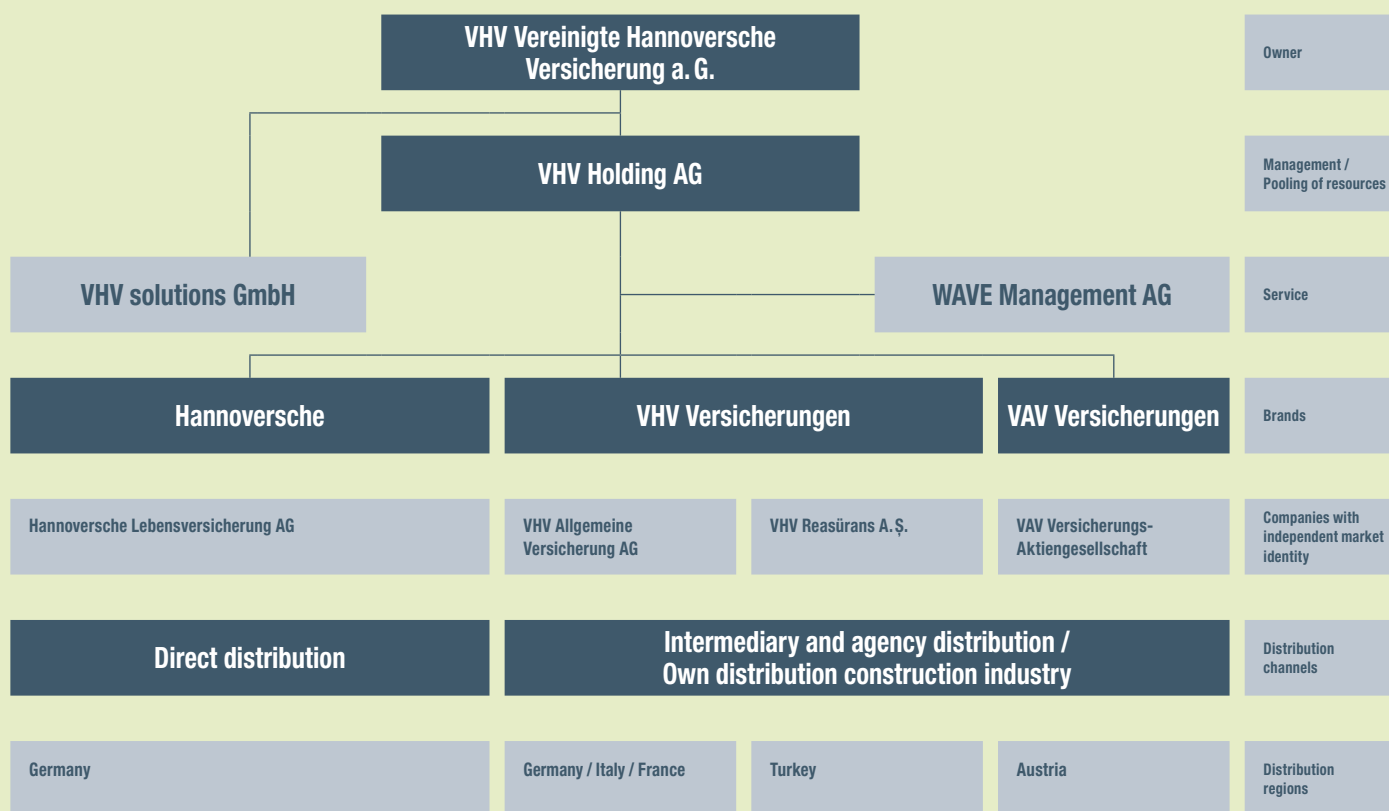 VHV Vereinigte Hannoversche
Versicherung a. G.
Owner
VHV Holding AG
Management /
Pooling of resources
VHV solutions GmbH
WAVE Management AG
Service
Hannoversche
VHV Versicherungen
VAV Versicherungen
Brands
Hannoversche Lebensversicherung AG
VHV Allgemeine
Versicherung AG
VHV Reasürans A. Ş.
VAV Versicherungs-
Aktiengesellschaft
Companies with
independent market
identity
Direct distribution
Intermediary and agency distribution /
Own distribution construction industry
Distribution
channels
Germany
Germany / Italy / France
Turkey
Austria
Distribution
regions